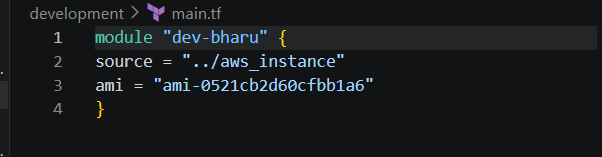 development > main.tf
1 module "dev-bharu" {
2 source = "../aws_instance"
3 ami = "ami-0521cb2d60cfbb1a6"
4 }